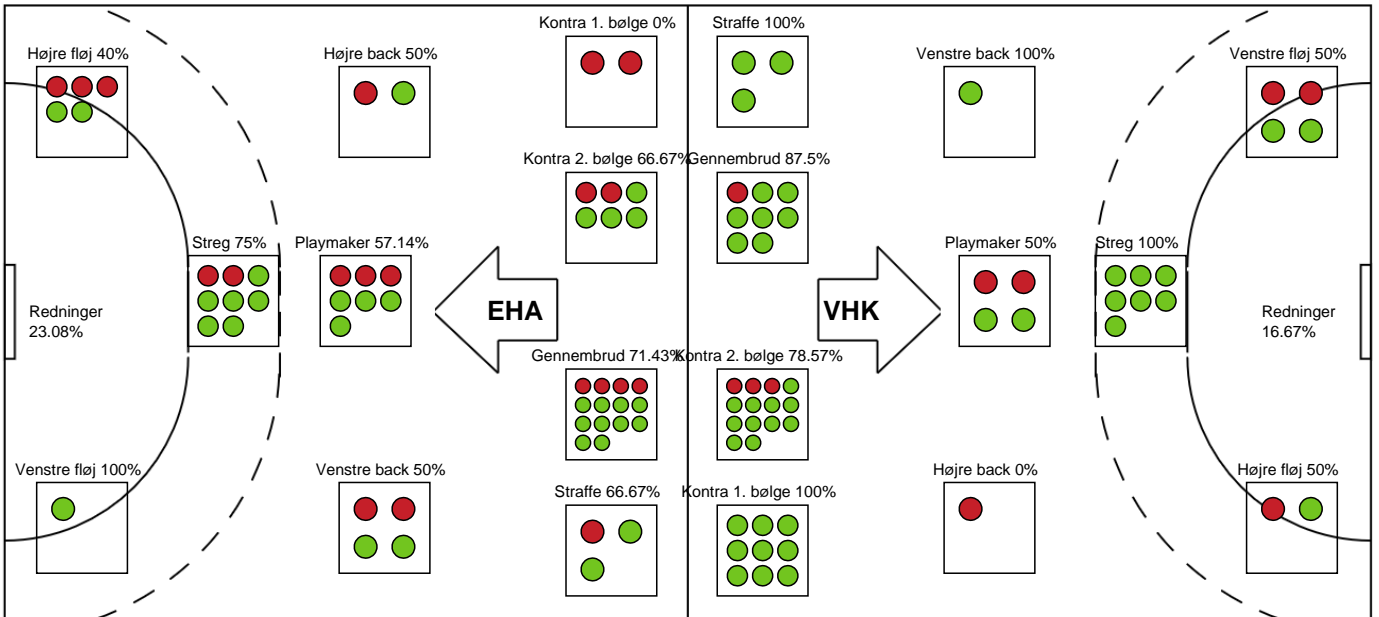 Kontra 1. bølge 0%
Straffe 100%
Højre fløj 40%
Højre back 50%
Venstre back 100%
Venstre fløj 50%
Kontra 2. bølge 66.67%
Gennembrud 87.5%
Streg 75%
Playmaker 57.14%
Playmaker 50%
Streg 100%
Redninger
23.08%
EHA
VHK
Redninger
16.67%
Gennembrud 71.43%
Kontra 2. bølge 78.57%
Venstre fløj 100%
Venstre back 50%
Højre back 0%
Højre fløj 50%
Straffe 66.67%
Kontra 1. bølge 100%